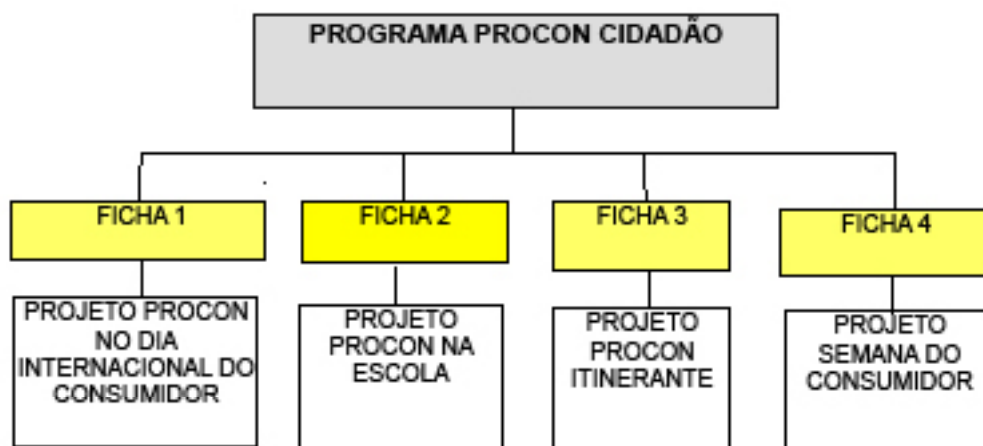 PROGRAMA PROCON CIDADÃO
FICHA 1
FICHA 2
FICHA 3
FICHA 4
PROJETO PROCON
NO DIA
INTERNACIONAL DO
CONSUMIDOR
PROJETO
PROCON NA
ESCOLA
PROJETO
PROCON
ITINERANTE
PROJETO
SEMANA DO
CONSUMIDOR